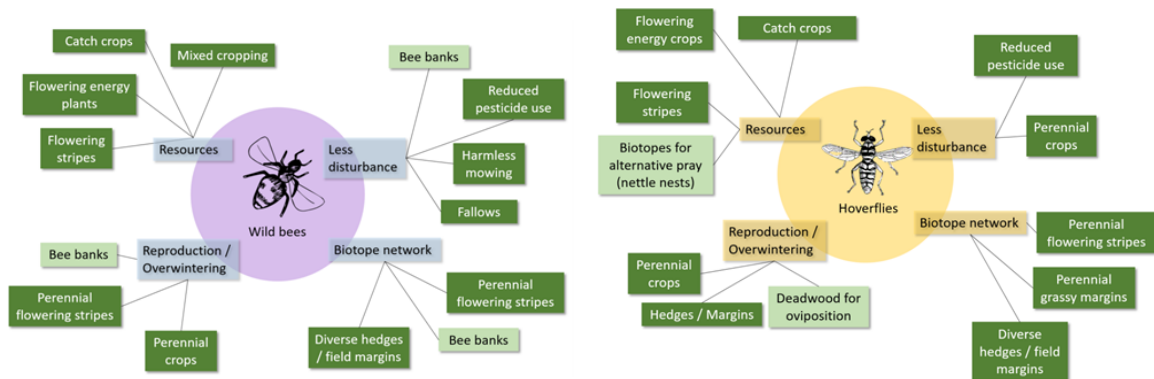 Catch crops
Mixed cropping
Flowering energy
plants
Flowering
stripes
Resources
Bee banks
Reduced
pesticide use
Less
disturbance
Harmless
mowing
Fallows
Wild bees
Reproduction /
Overwintering
Bee banks
Perennial
flowering stripes
Perennial
crops
Biotope network
Perennial
flowering stripes
Bee banks
Diverse hedges
/ field margins
Flowering
energy crops
Catch crops
Flowering
stripes
Resources
Biotopes for
alternative pray
(nettle nests)
Reduced
pesticide use
Less
disturbance
Perennial
crops
Hoverflies
Reproduction /
Overwintering
Perennial
crops
Hedges / Margins
Deadwood for
oviposition
Biotope network
Perennial
flowering stripes
Perennial
grassy margins
Diverse
hedges / field
margins